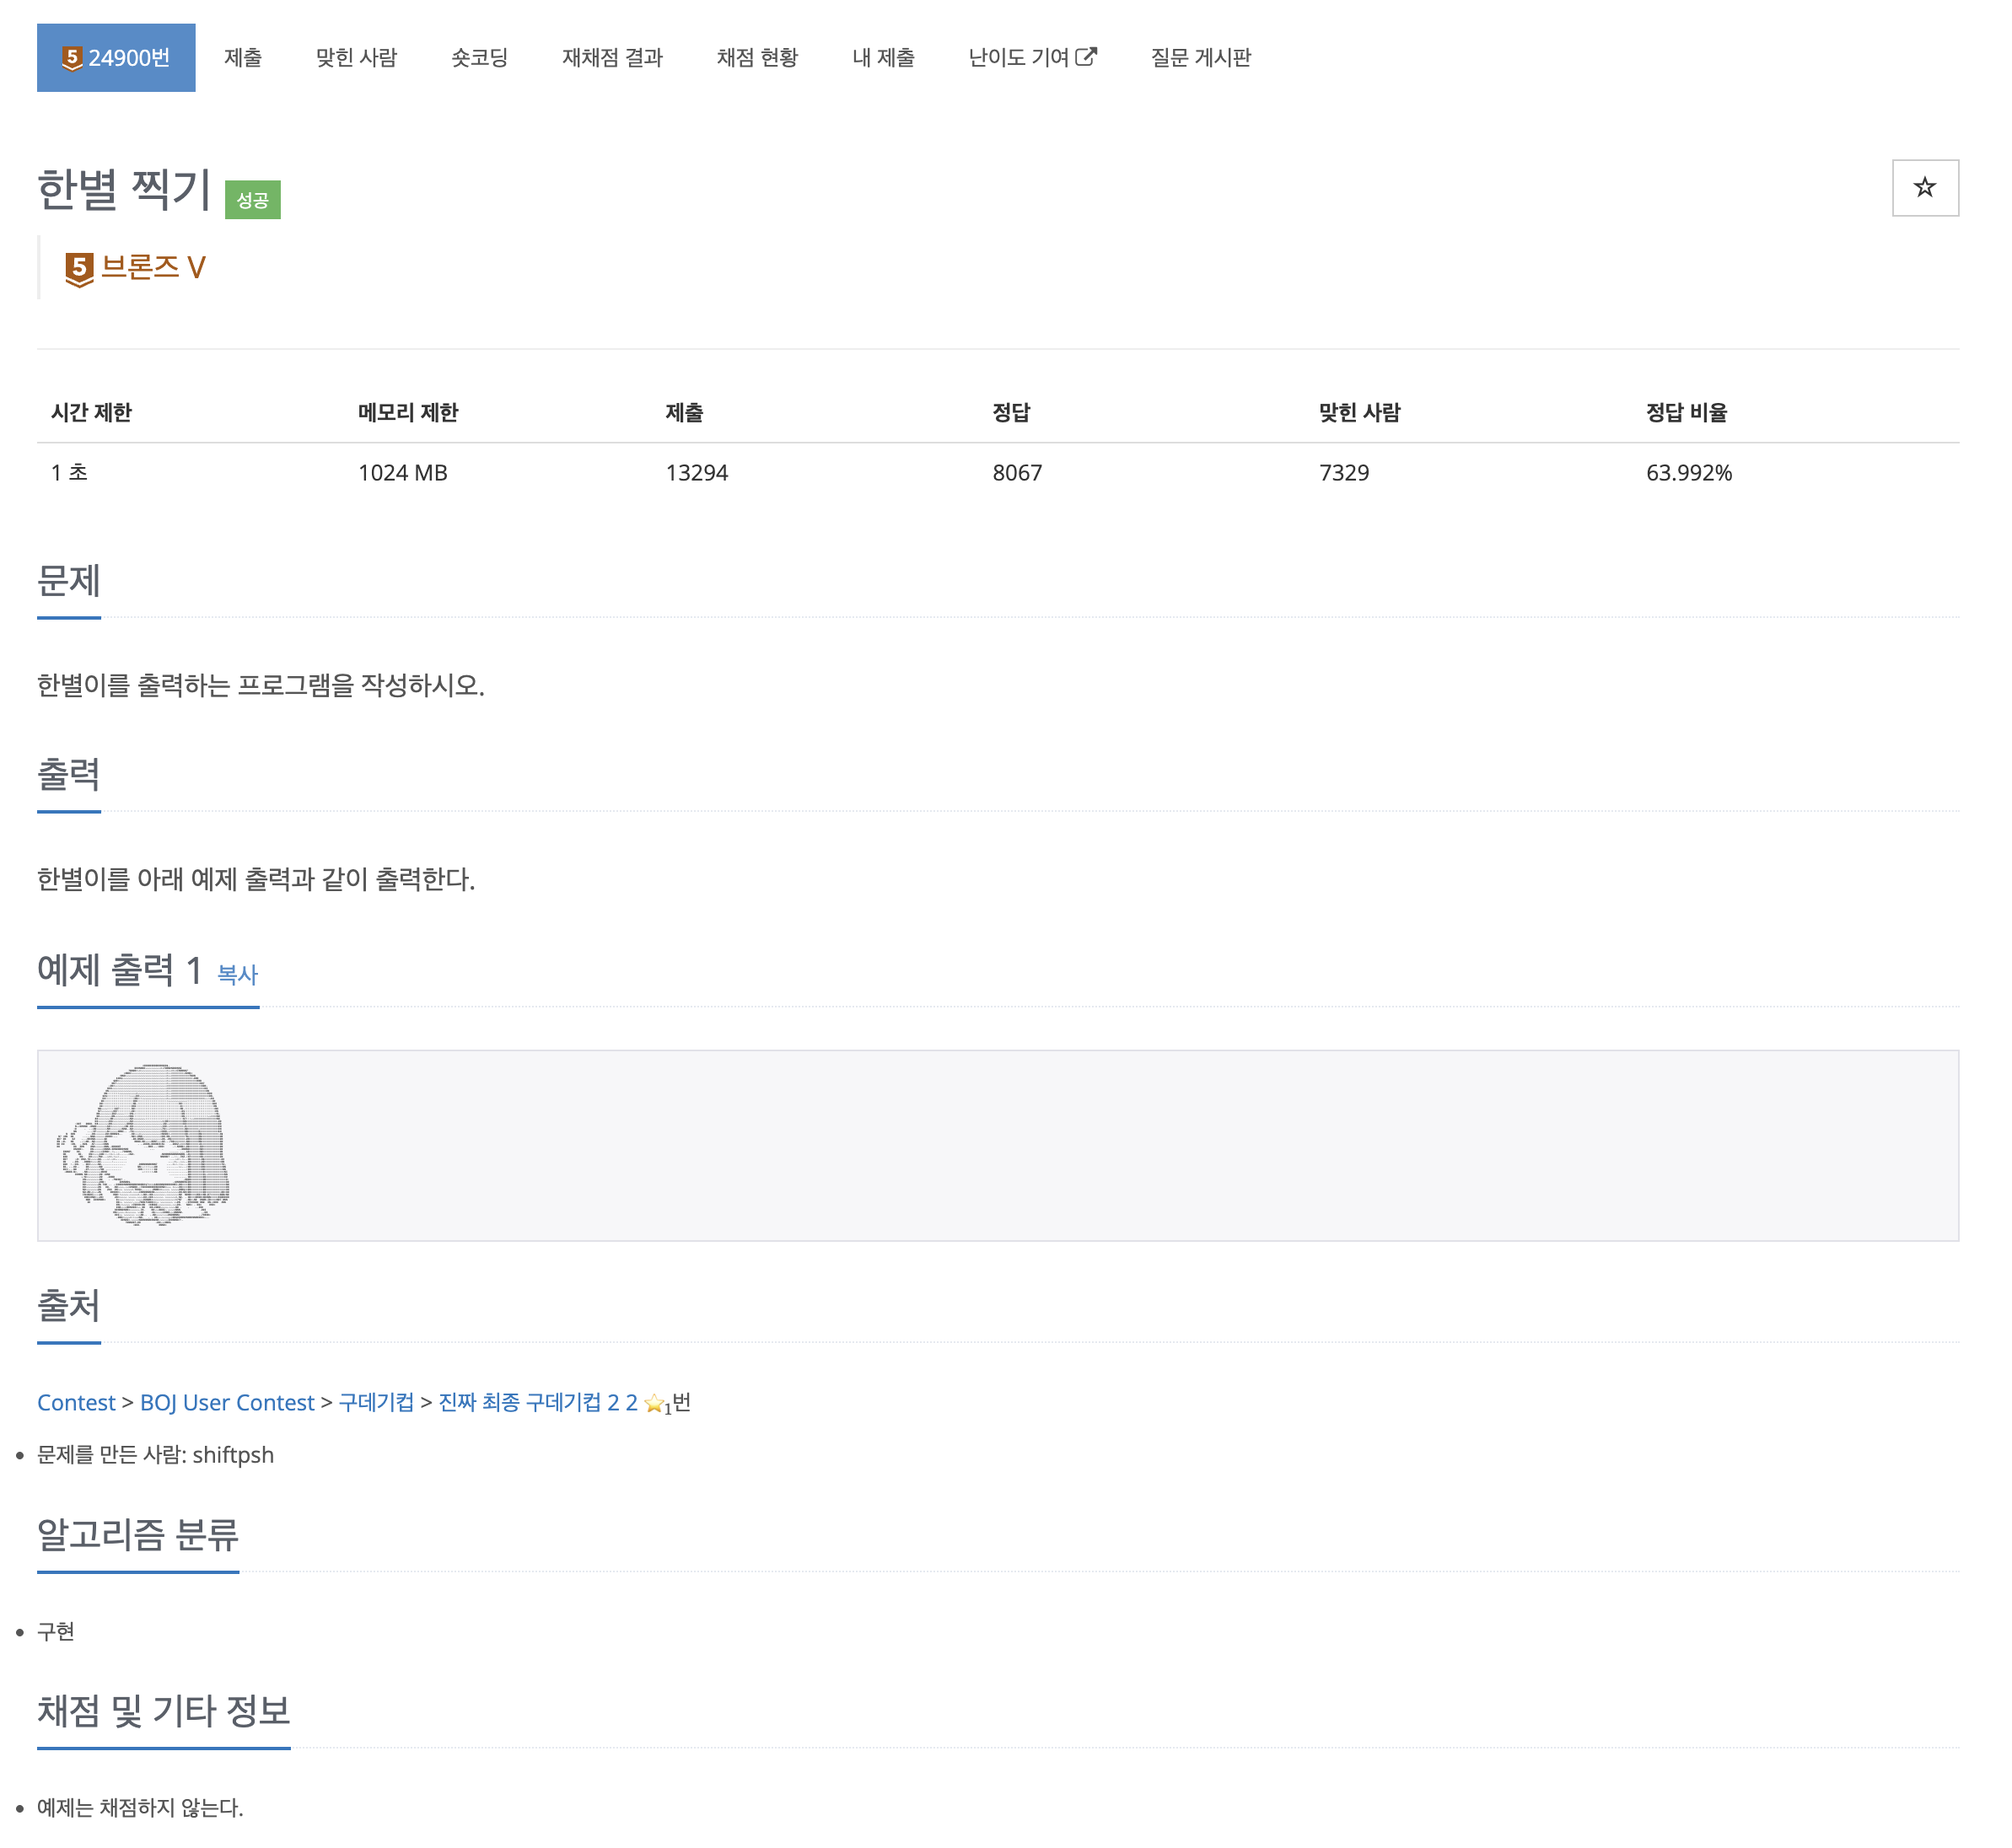 5 24900번 제출 맞힌 사람 숏코딩 재채점 결과 채점 현황 내 제출 난이도 기여 질문 게시판
한별 찍기 성공
5 브론즈 V
시간 제한 메모리 제한 제출 정답 맞힌 사람 정답 비율
1 초 1024 MB 13294 8067 7329 63.992%
문제
한별이를 출력하는 프로그램을 작성하시오.
출력
한별이를 아래 예제 출력과 같이 출력한다.
예제 출력 1 복사
출처
Contest > BOJ User Contest > 구데기컵 > 진짜 최종 구데기컵 2 2 ⭐1번
문제를 만든 사람: shiftpsh
알고리즘 분류
구현
채점 및 기타 정보
예제는 채점하지 않는다.